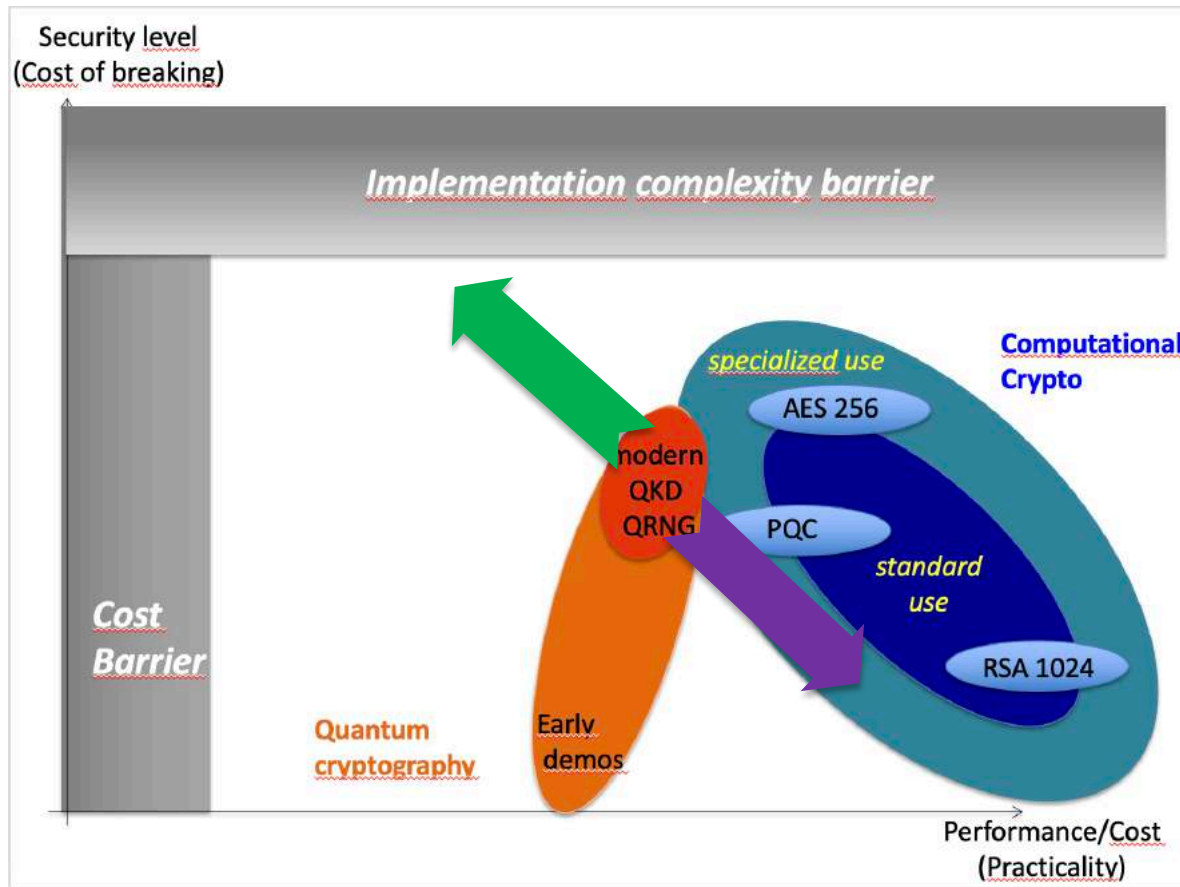 Security level
(Cost of breaking)
Implementation complexity barrier
specialized use
Computational
Crypto
AES 256
modern
QKD
QRNG
PQC
standard
use
Cost
Barrier
RSA 1024
Quantum
cryptography
Early
demos
Performance/Cost
(Practicality)